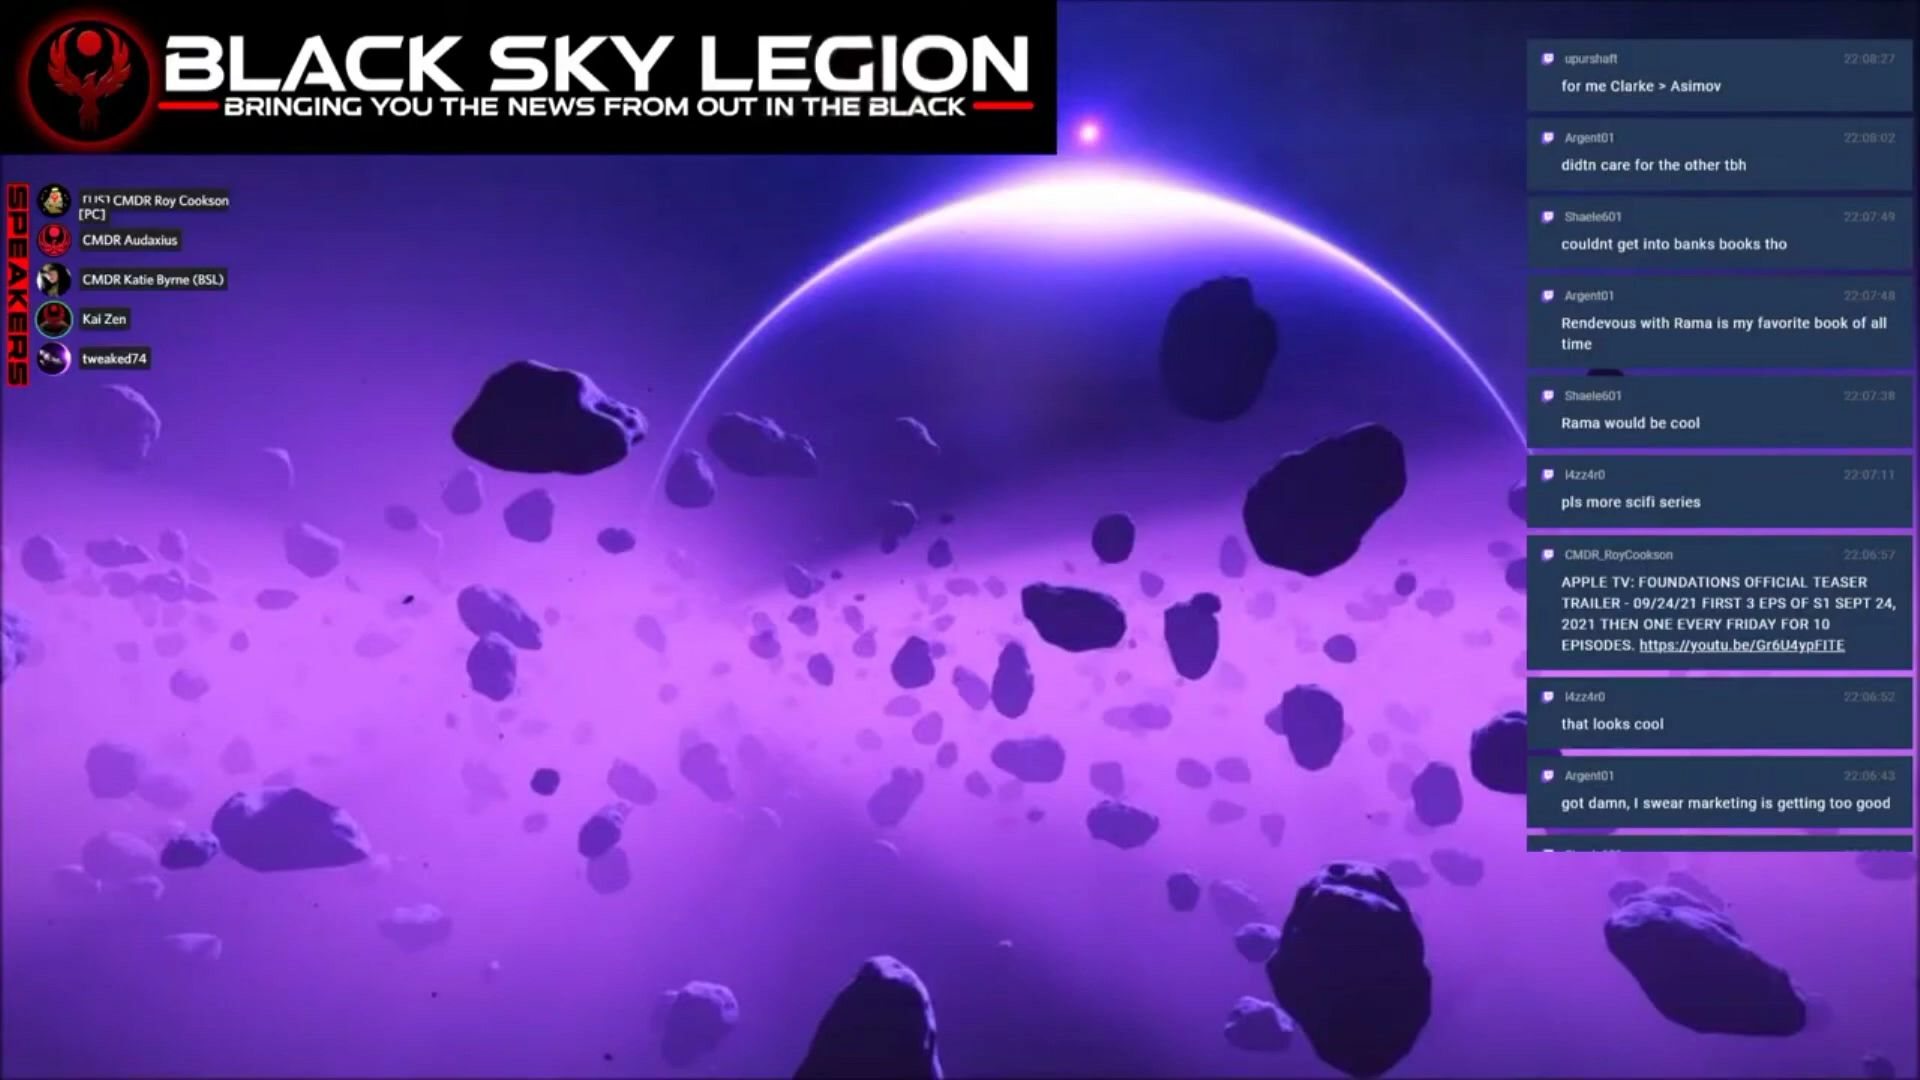 BLACK SKY LEGION
BRINGING YOU THE NEWS FROM OUT IN THE BLACK
SPEAKERS
[US] CMDR Roy Cookson
[PC]
CMDR Audaxius
CMDR Katie Byrne (BSL)
Kai Zen
tweaked74
upurshaft 22:08:27
for me Clarke > Asimov
Argent01 22:08:02
didtn care for the other tbh
Shaele601 22:07:49
couldnt get into banks books tho
Argent01 22:07:48
Rendevous with Rama is my favorite book of all
time
Shaele601 22:07:38
Rama would be cool
l4zz4r0 22:07:11
pls more scifi series
CMDR_RoyCookson 22:06:57
APPLE TV: FOUNDATIONS OFFICIAL TEASER
TRAILER - 09/24/21 FIRST 3 EPS OF S1 SEPT 24,
2021 THEN ONE EVERY FRIDAY FOR 10
EPISODES. https://youtu.be/Gr6U4ypFITE
l4zz4r0 22:06:52
that looks cool
Argent01 22:06:43
got damn, I swear marketing is getting too good